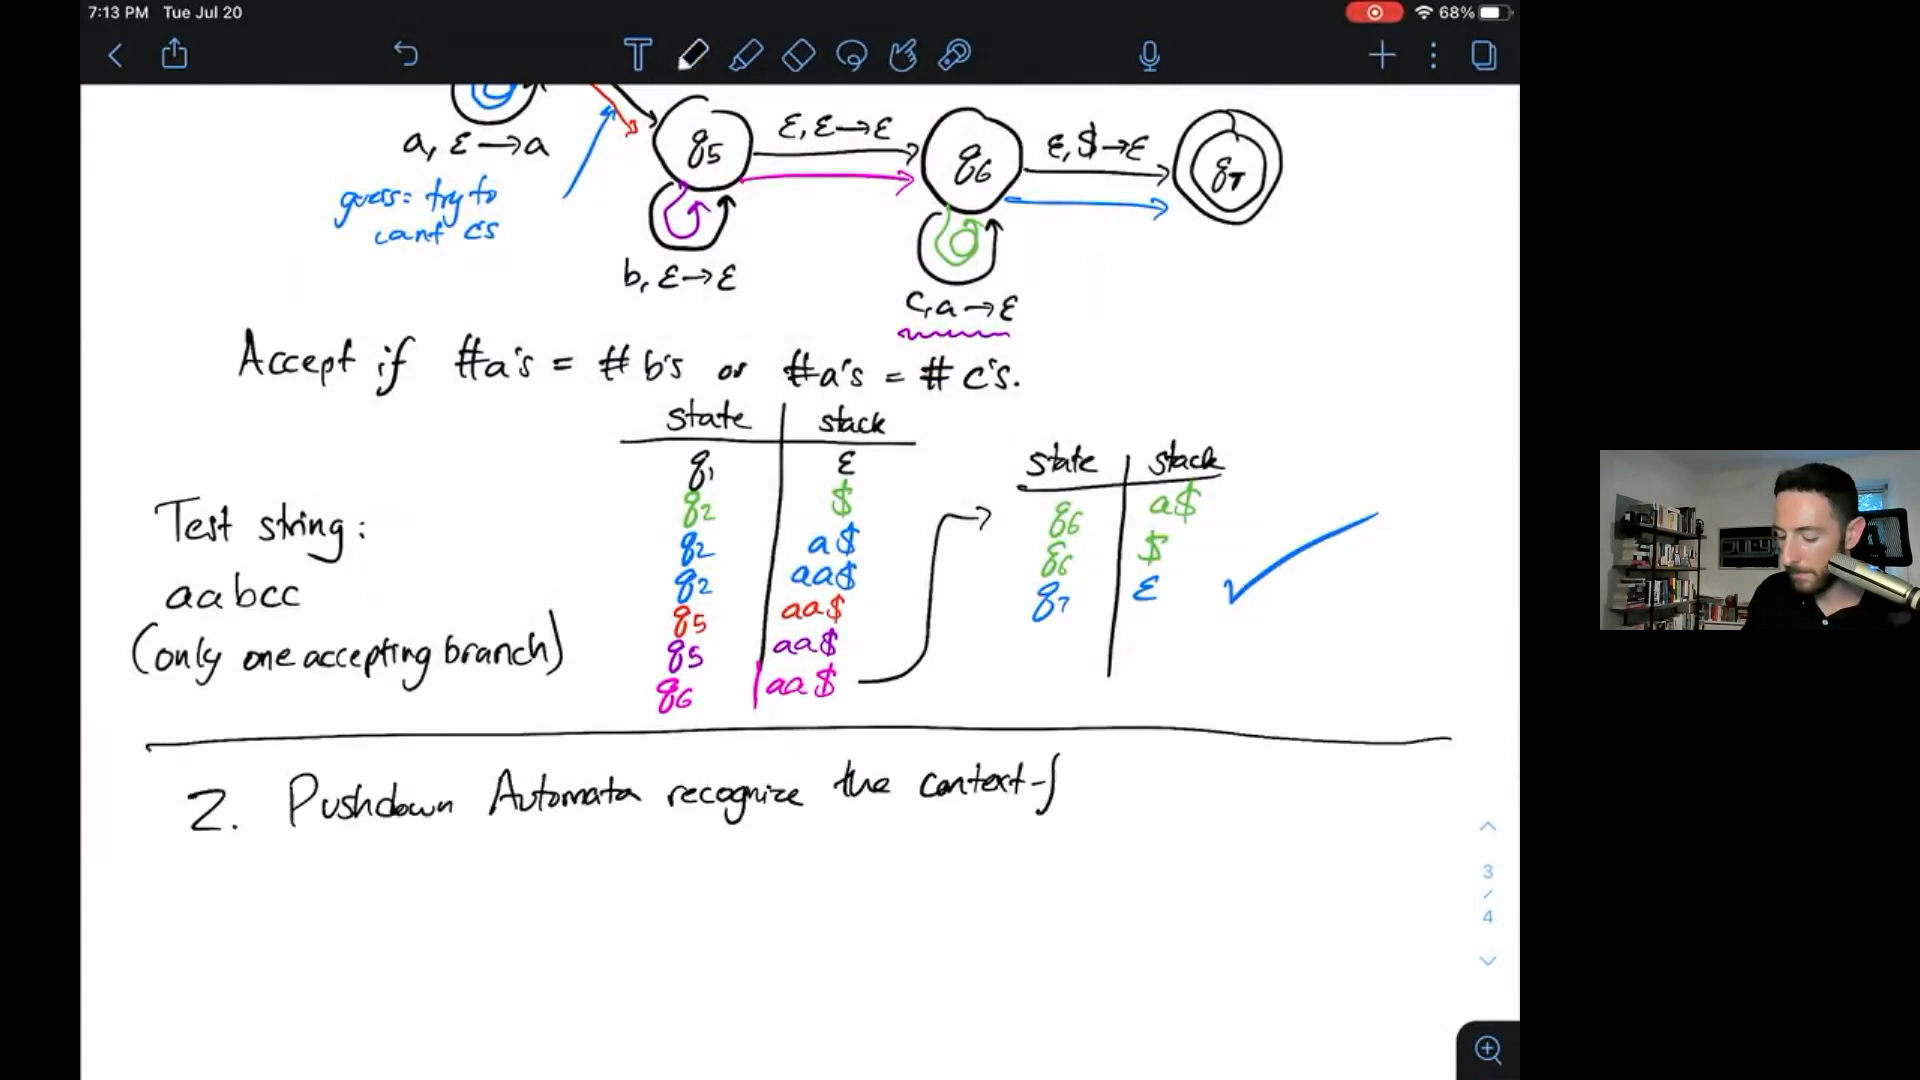 7:13 PM Tue Jul 20
68%
T
a, ε→a
q5
ε, ε→ε
q6
ε, $→ε
q7
guess: try to
count c's
b, ε→ε
c, a→ε
Accept if #a's = # b's or #a's = # c's.
state | stack
q1 | ε
q2 | $
q2 | a$
q2 | aa$
q5 | aa$
q5 | aa$
q6 | aa$
state | stack
q6 | a$
q6 | $
q7 | ε
Test string:
aabcc
(only one accepting branch)
2. Pushdown Automata recognize the context-f
3
/
4